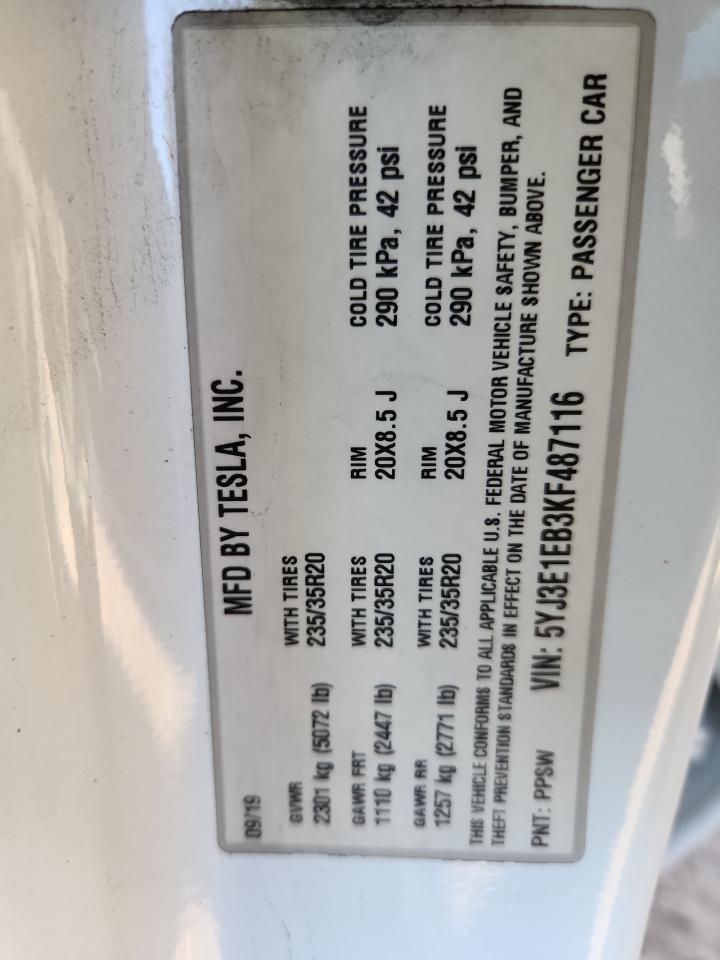 MFD BY TESLA, INC.
09/19
GVWR WITH TIRES
2301 kg (5072 lb) 235/35R20
GAWR FRT WITH TIRES RIM COLD TIRE PRESSURE
1110 kg (2447 lb) 235/35R20 20X8.5 J 290 kPa, 42 psi
GAWR RR WITH TIRES RIM COLD TIRE PRESSURE
1257 kg (2771 lb) 235/35R20 20X8.5 J 290 kPa, 42 psi
THIS VEHICLE CONFORMS TO ALL APPLICABLE U.S. FEDERAL MOTOR VEHICLE SAFETY, BUMPER, AND
THEFT PREVENTION STANDARDS IN EFFECT ON THE DATE OF MANUFACTURE SHOWN ABOVE.
PNT: PPSW VIN: 5YJ3E1EB3KF487116 TYPE: PASSENGER CAR